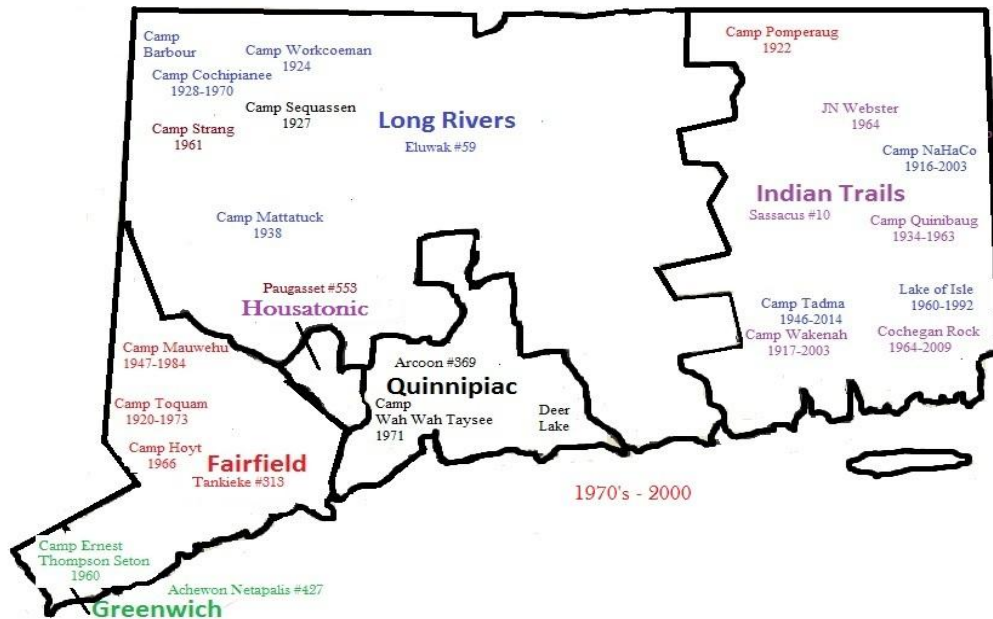 Camp
Barbour
Camp Workcoeman
1924
Camp Cochipianee
1928-1970
Camp Sequassen
1927
Camp Strang
1961
Long Rivers
Eluwak #59
Camp Mattatuck
1938
Camp Pomperaug
1922
JN Webster
1964
Camp NaHaCo
1916-2003
Indian Trails
Sassacus #10
Camp Quinibaug
1934-1963
Lake of Isle
1960-1992
Camp Tadma
1946-2014
Camp Wakenah
1917-2003
Cochegan Rock
1964-2009
Paugasset #553
Housatonic
Camp Mauwehu
1947-1984
Camp Toquam
1920-1973
Camp Hoyt
1966
Fairfield
Tankieke #313
Arcoon #369
Quinnipiac
Camp
Wah Wah Taysee
1971
Deer
Lake
1970's - 2000
Camp Ernest
Thompson Seton
1960
Achewon Netapalis #427
Greenwich